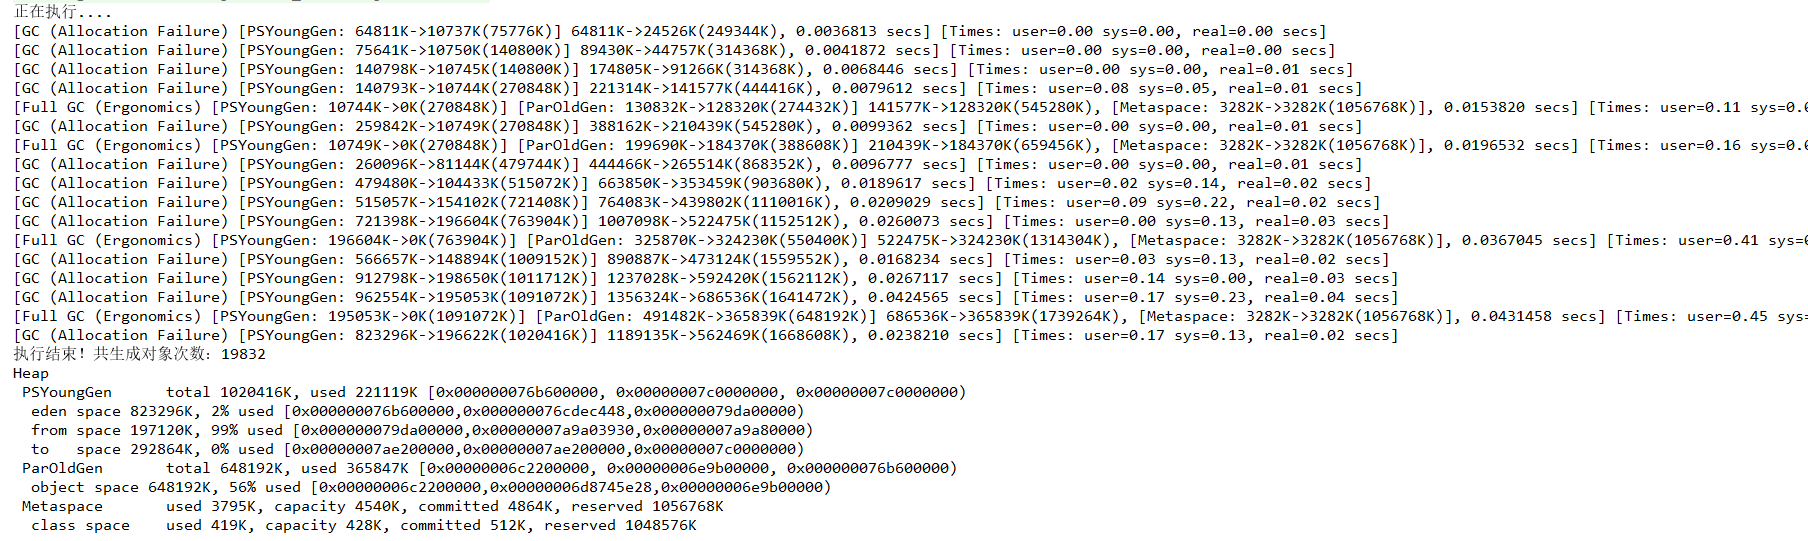 正在执行....
[GC (Allocation Failure) [PSYoungGen: 64811K->10737K(75776K)] 64811K->24526K(249344K), 0.0036813 secs] [Times: user=0.00 sys=0.00, real=0.00 secs]
[GC (Allocation Failure) [PSYoungGen: 75641K->10750K(140800K)] 89430K->44757K(314368K), 0.0041872 secs] [Times: user=0.00 sys=0.00, real=0.00 secs]
[GC (Allocation Failure) [PSYoungGen: 140798K->10745K(140800K)] 174805K->91266K(314368K), 0.0068446 secs] [Times: user=0.00 sys=0.00, real=0.01 secs]
[GC (Allocation Failure) [PSYoungGen: 140793K->10744K(270848K)] 221314K->141577K(444416K), 0.0079612 secs] [Times: user=0.08 sys=0.05, real=0.01 secs]
[Full GC (Ergonomics) [PSYoungGen: 10744K->0K(270848K)] [ParOldGen: 130832K->128320K(274432K)] 141577K->128320K(545280K), [Metaspace: 3282K->3282K(1056768K)], 0.0153820 secs] [Times: user=0.11 sys=0.0
[GC (Allocation Failure) [PSYoungGen: 259842K->10749K(270848K)] 388162K->210439K(545280K), 0.0099362 secs] [Times: user=0.00 sys=0.00, real=0.01 secs]
[Full GC (Ergonomics) [PSYoungGen: 10749K->0K(270848K)] [ParOldGen: 199690K->184370K(388608K)] 210439K->184370K(659456K), [Metaspace: 3282K->3282K(1056768K)], 0.0196532 secs] [Times: user=0.16 sys=0.0
[GC (Allocation Failure) [PSYoungGen: 260096K->81144K(479744K)] 444466K->265514K(868352K), 0.0096777 secs] [Times: user=0.00 sys=0.00, real=0.01 secs]
[GC (Allocation Failure) [PSYoungGen: 479480K->104433K(515072K)] 663850K->353459K(903680K), 0.0189617 secs] [Times: user=0.02 sys=0.14, real=0.02 secs]
[GC (Allocation Failure) [PSYoungGen: 515057K->154102K(721408K)] 764083K->439802K(1110016K), 0.0209029 secs] [Times: user=0.09 sys=0.22, real=0.02 secs]
[GC (Allocation Failure) [PSYoungGen: 721398K->196604K(763904K)] 1007098K->522475K(1152512K), 0.0260073 secs] [Times: user=0.00 sys=0.13, real=0.03 secs]
[Full GC (Ergonomics) [PSYoungGen: 196604K->0K(763904K)] [ParOldGen: 325870K->324230K(550400K)] 522475K->324230K(1314304K), [Metaspace: 3282K->3282K(1056768K)], 0.0367045 secs] [Times: user=0.41 sys=
[GC (Allocation Failure) [PSYoungGen: 566657K->148894K(1009152K)] 890887K->473124K(1559552K), 0.0168234 secs] [Times: user=0.03 sys=0.13, real=0.02 secs]
[GC (Allocation Failure) [PSYoungGen: 912798K->198650K(1011712K)] 1237028K->592420K(1562112K), 0.0267117 secs] [Times: user=0.14 sys=0.00, real=0.03 secs]
[GC (Allocation Failure) [PSYoungGen: 962554K->195053K(1091072K)] 1356324K->686536K(1641472K), 0.0424565 secs] [Times: user=0.17 sys=0.23, real=0.04 secs]
[Full GC (Ergonomics) [PSYoungGen: 195053K->0K(1091072K)] [ParOldGen: 491482K->365839K(648192K)] 686536K->365839K(1739264K), [Metaspace: 3282K->3282K(1056768K)], 0.0431458 secs] [Times: user=0.45 sys=
[GC (Allocation Failure) [PSYoungGen: 823296K->196622K(1020416K)] 1189135K->562469K(1668608K), 0.0238210 secs] [Times: user=0.17 sys=0.13, real=0.02 secs]
执行结束！共生成对象次数：19832
Heap
PSYoungGen      total 1020416K, used 221119K [0x000000076b600000, 0x00000007c0000000, 0x00000007c0000000)
eden space 823296K, 2% used [0x000000076b600000,0x000000076cdec448,0x000000079da00000)
from space 197120K, 99% used [0x000000079da00000,0x00000007a9a03930,0x00000007a9a80000)
to   space 292864K, 0% used [0x00000007ae200000,0x00000007ae200000,0x00000007c0000000)
ParOldGen       total 648192K, used 365847K [0x00000006c2200000, 0x00000006e9b00000, 0x000000076b600000)
object space 648192K, 56% used [0x00000006c2200000,0x00000006d8745e28,0x00000006e9b00000)
Metaspace       used 3795K, capacity 4540K, committed 4864K, reserved 1056768K
class space    used 419K, capacity 428K, committed 512K, reserved 1048576K